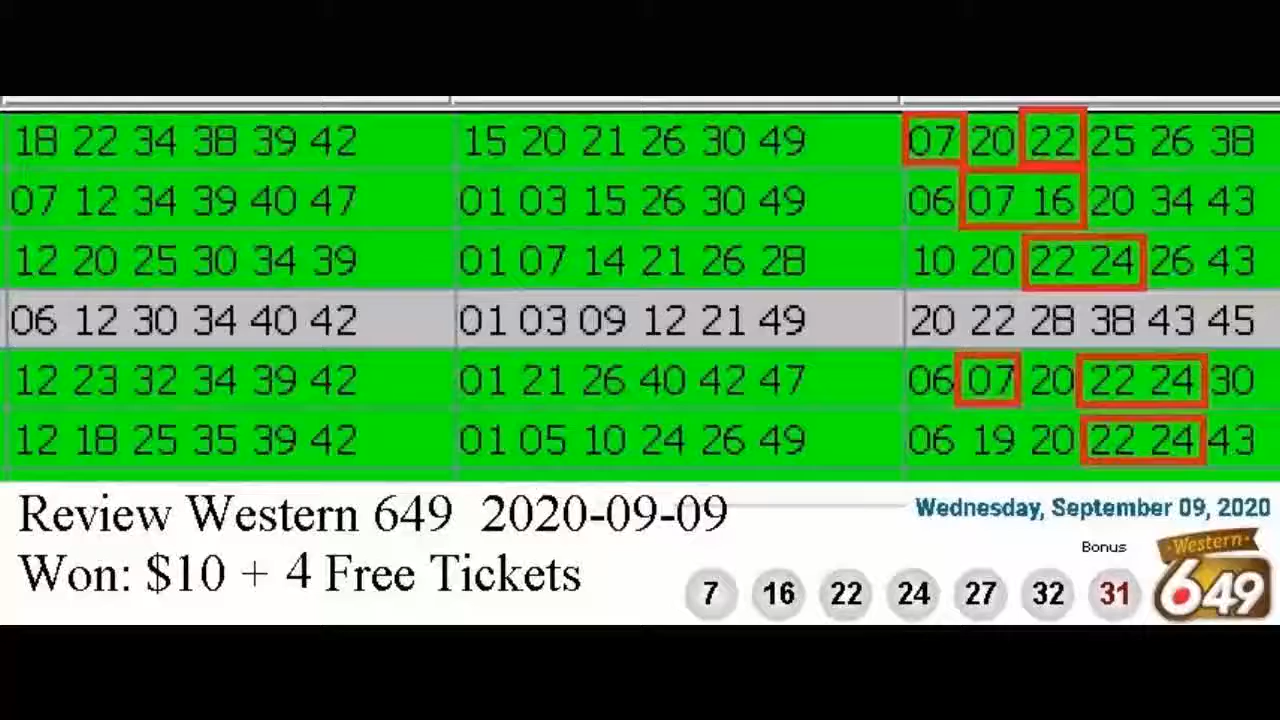 18 22 34 38 39 42 15 20 21 26 30 49 07 20 22 25 26 38
07 12 34 39 40 47 01 03 15 26 30 49 06 07 16 20 34 43
12 20 25 30 34 39 01 07 14 21 26 28 10 20 22 24 26 43
06 12 30 34 40 42 01 03 09 12 21 49 20 22 28 38 43 45
12 23 32 34 39 42 01 21 26 40 42 47 06 07 20 22 24 30
12 18 25 35 39 42 01 05 10 24 26 49 06 19 20 22 24 43
Review Western 649 2020-09-09
Won: $10 + 4 Free Tickets
Wednesday, September 09, 2020
Bonus
7 16 22 24 27 32 31
Western
649